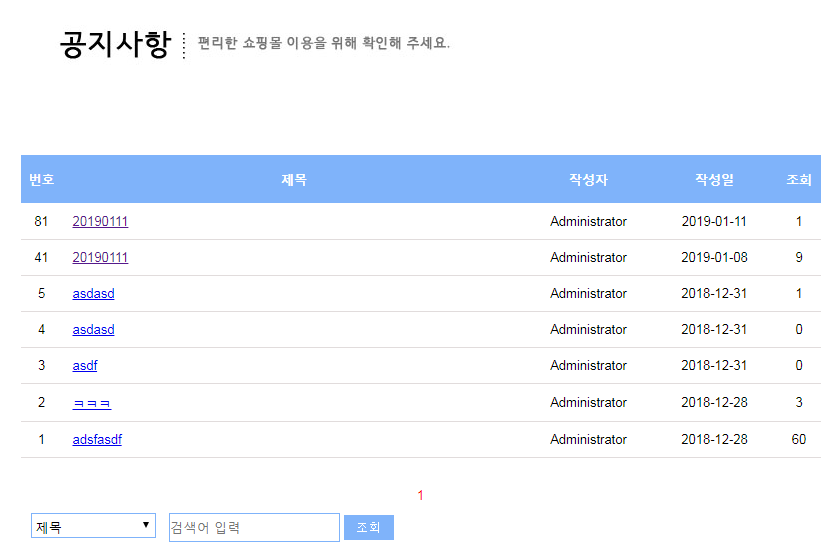 공지사항 편리한 쇼핑몰 이용을 위해 확인해 주세요.
번호 제목 작성자 작성일 조회
81 20190111 Administrator 2019-01-11 1
41 20190111 Administrator 2019-01-08 9
5 asdasd Administrator 2018-12-31 1
4 asdasd Administrator 2018-12-31 0
3 asdf Administrator 2018-12-31 0
2 ㅋㅋㅋ Administrator 2018-12-28 3
1 adsfasdf Administrator 2018-12-28 60
1
제목 검색어 입력 조회